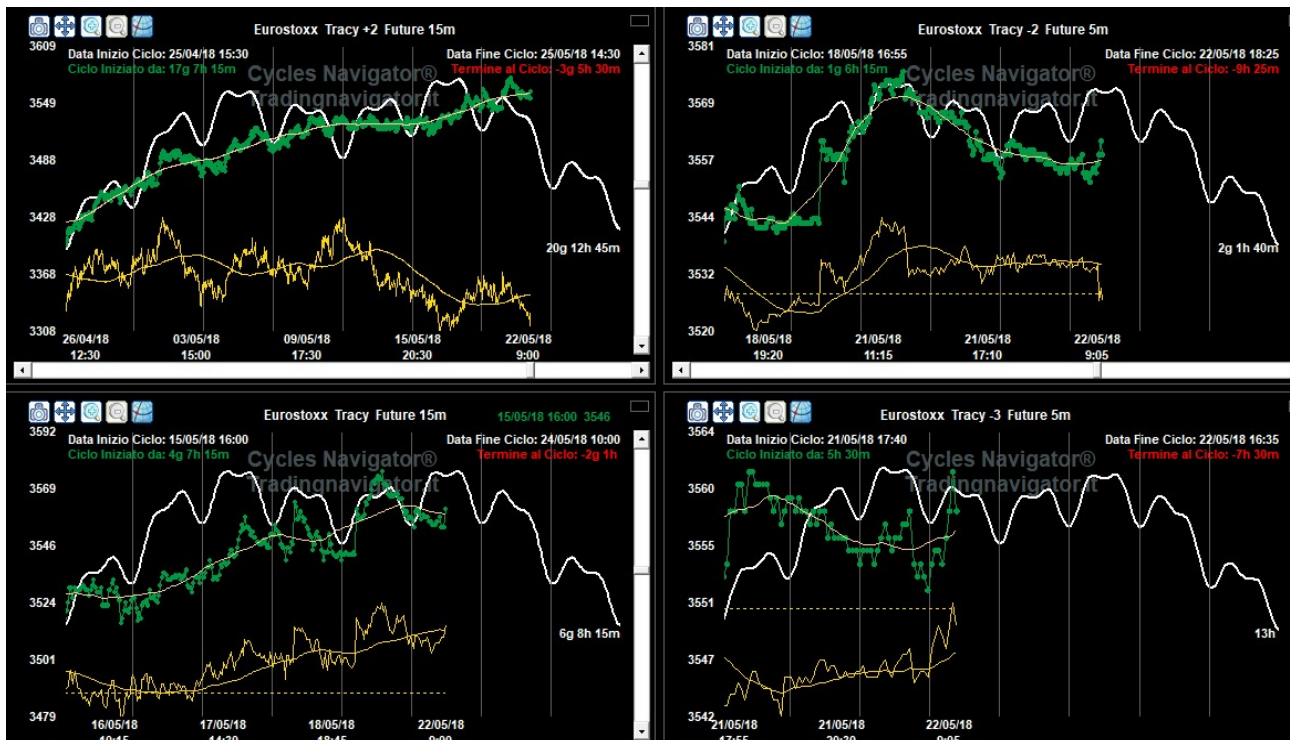 Eurostoxx Tracy +2 Future 15m
3609
Data Inizio Ciclo: 25/04/18 15:30
Data Fine Ciclo: 25/05/18 14:30
Ciclo Iniziato da: 17g 7h 15m
Termine al Ciclo: -3g 5h 30m
Cycles Navigator®
Tradingnavigator.it
3549
3488
3428
20g 12h 45m
3368
3308
26/04/18 03/05/18 09/05/18 15/05/18 22/05/18
12:30 15:00 17:30 20:30 9:00
Eurostoxx Tracy -2 Future 5m
3581
Data Inizio Ciclo: 18/05/18 16:55
Data Fine Ciclo: 22/05/18 18:25
Ciclo Iniziato da: 1g 6h 15m
Termine al Ciclo: -9h 25m
Cycles Navigator®
Tradingnavigator.it
3569
3557
3544
2g 1h 40m
3532
3520
18/05/18 21/05/18 21/05/18 22/05/18
19:20 11:15 17:10 9:05
Eurostoxx Tracy Future 15m
15/05/18 16:00 3546
3592
Data Inizio Ciclo: 15/05/18 16:00
Data Fine Ciclo: 24/05/18 10:00
Ciclo Iniziato da: 4g 7h 15m
Termine al Ciclo: -2g 1h
Cycles Navigator®
Tradingnavigator.it
3569
3546
3524
6g 8h 15m
3501
3479
16/05/18 17/05/18 18/05/18 22/05/18
Eurostoxx Tracy -3 Future 5m
3564
Data Inizio Ciclo: 21/05/18 17:40
Data Fine Ciclo: 22/05/18 16:35
Ciclo Iniziato da: 5h 30m
Termine al Ciclo: -7h 30m
Cycles Navigator®
Tradingnavigator.it
3560
3555
3551
13h
3547
3542
21/05/18 21/05/18 22/05/18